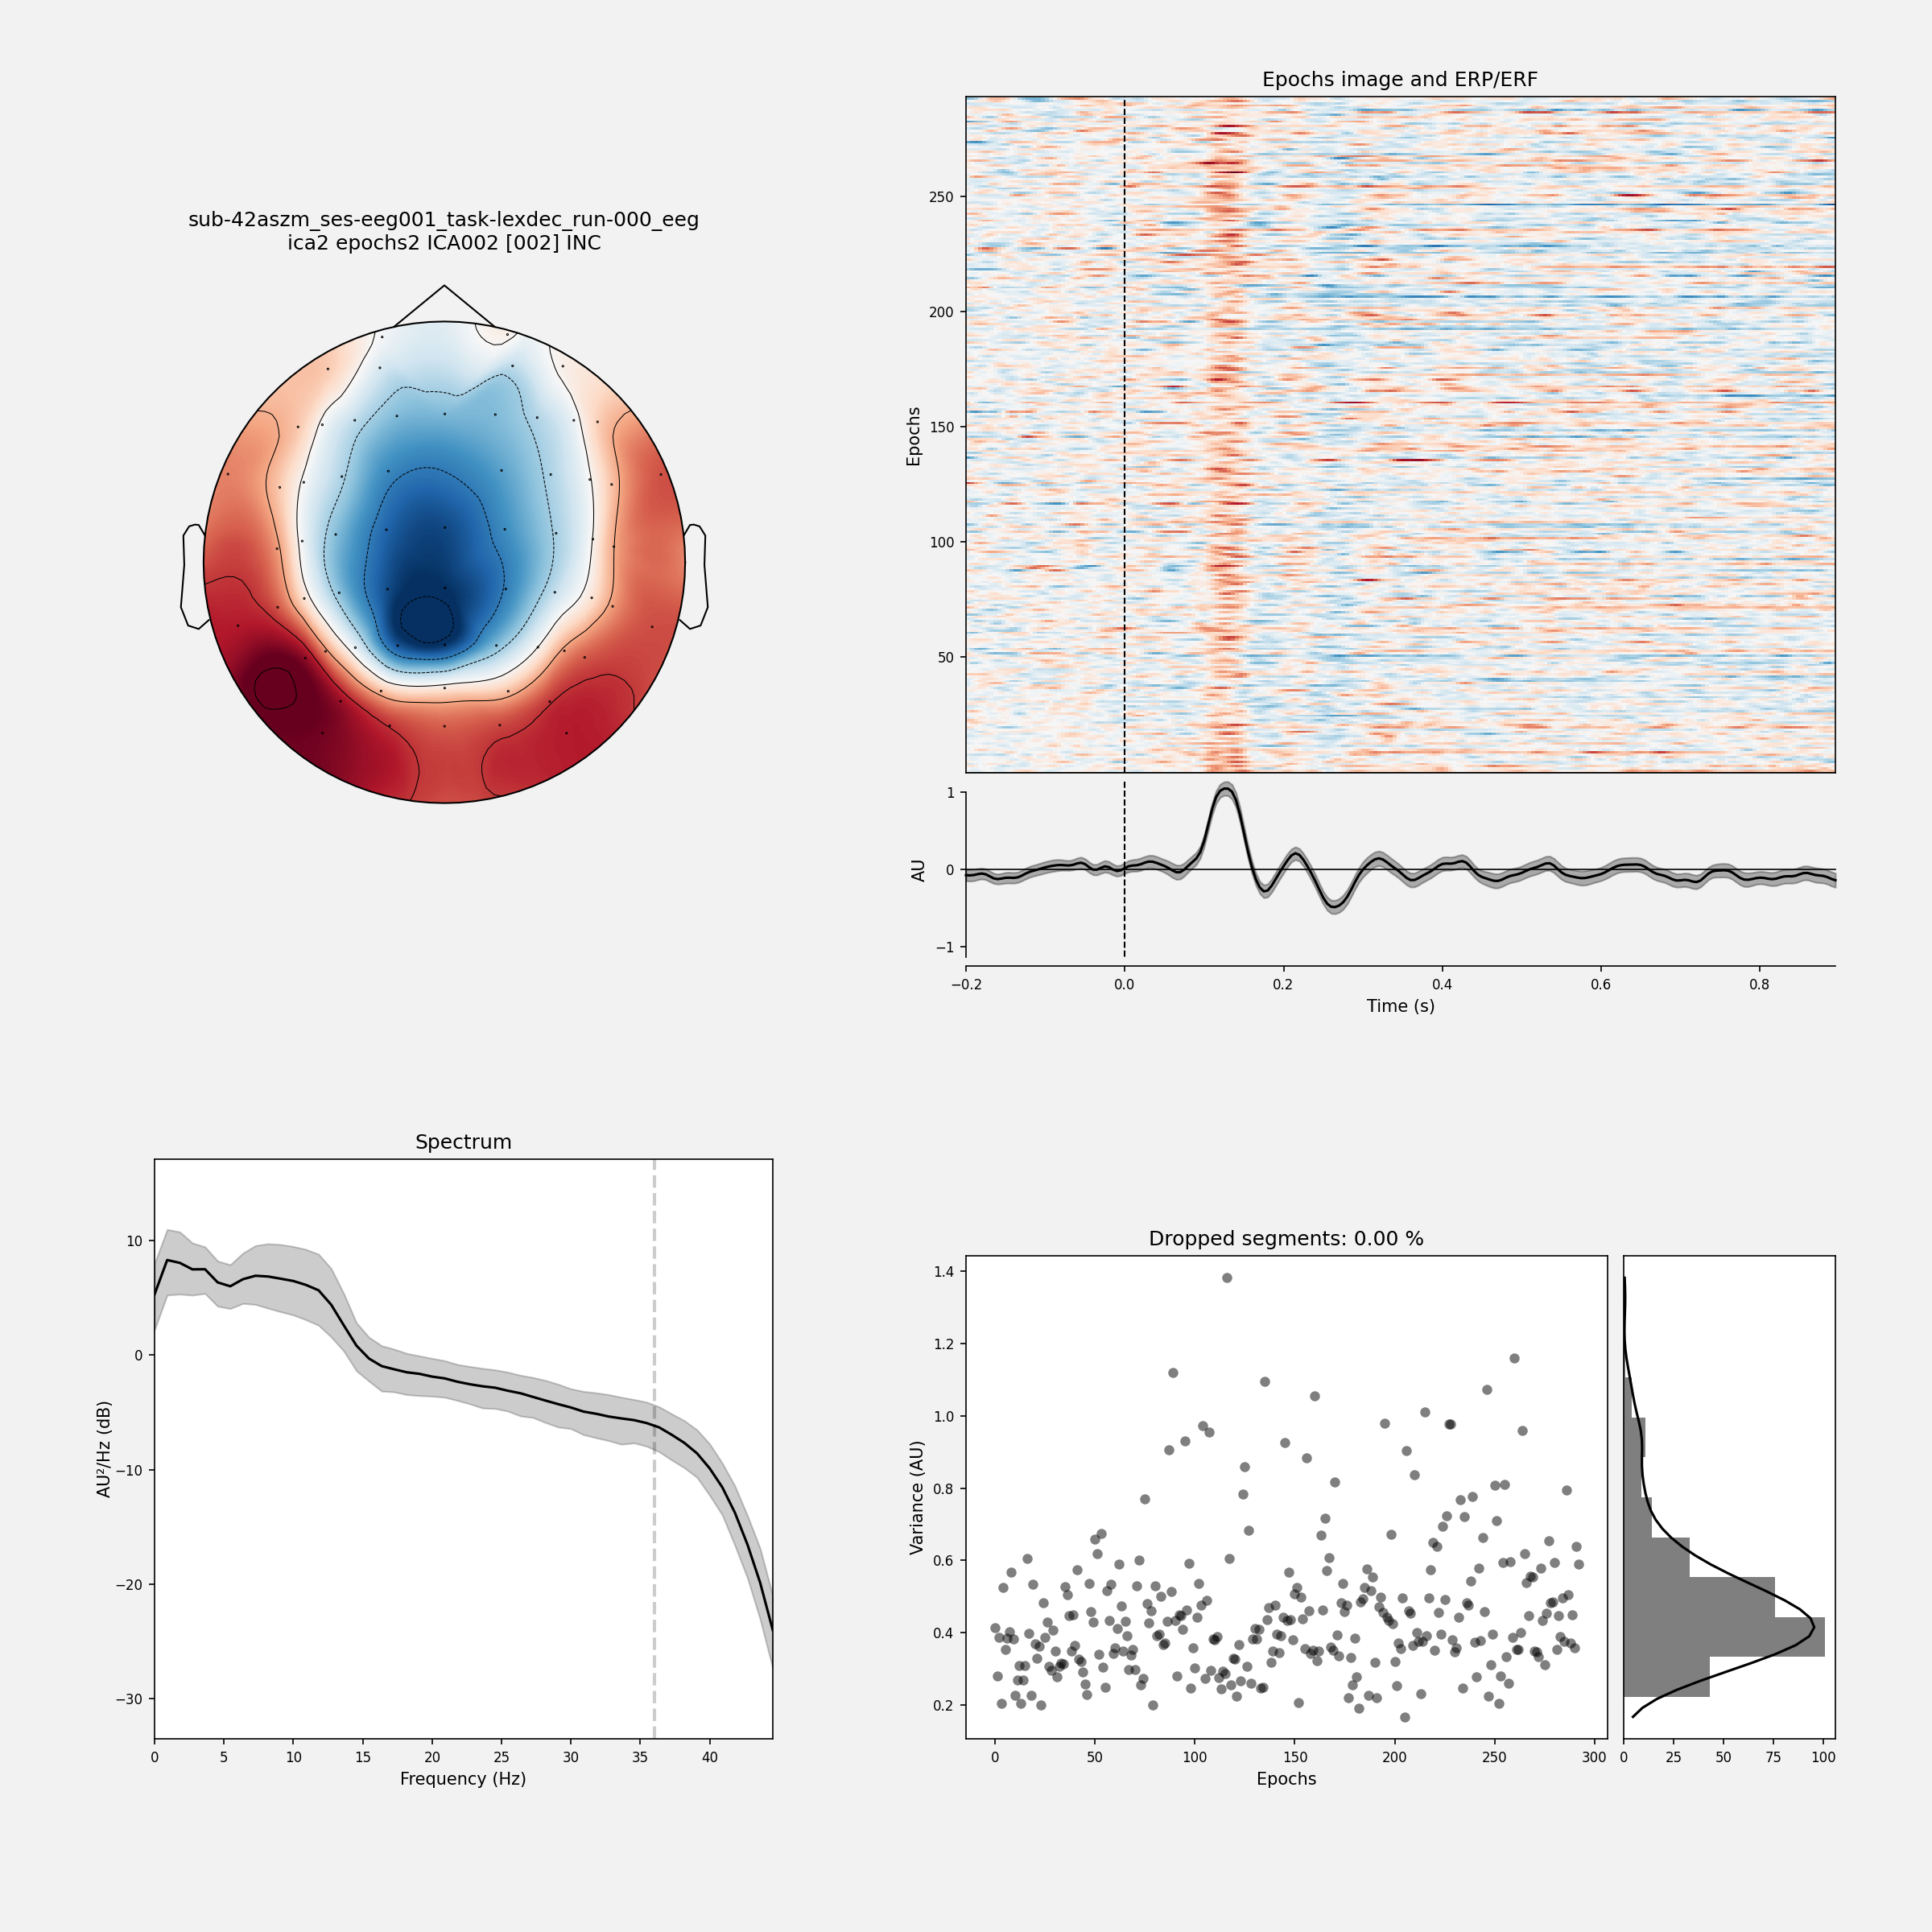 sub-42aszm_ses-eeg001_task-lexdec_run-000_eeg
ica2 epochs2 ICA002 [002] INC
Epochs image and ERP/ERF
Epochs
250
200
150
100
50
AU
1
0
−1
−0.2 0.0 0.2 0.4 0.6 0.8
Time (s)
Spectrum
AU²/Hz (dB)
10
0
−10
−20
−30
0 5 10 15 20 25 30 35 40
Frequency (Hz)
Dropped segments: 0.00 %
Variance (AU)
1.4
1.2
1.0
0.8
0.6
0.4
0.2
0 50 100 150 200 250 300
Epochs
0 25 50 75 100